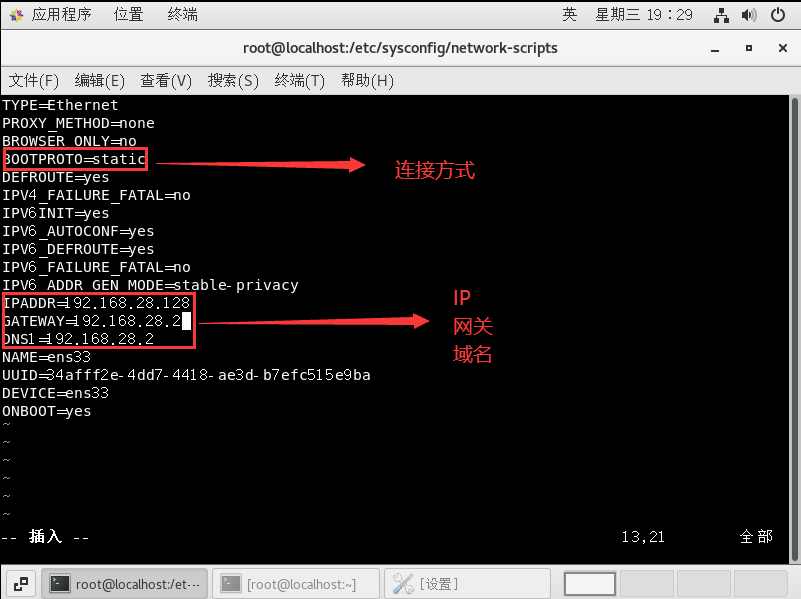 应用程序 位置 终端 英 星期三 19：29
root@localhost:/etc/sysconfig/network-scripts
文件(F) 编辑(E) 查看(V) 搜索(S) 终端(T) 帮助(H)
TYPE=Ethernet
PROXY_METHOD=none
BROWSER_ONLY=no
BOOTPROTO=static 连接方式
DEFROUTE=yes
IPV4_FAILURE_FATAL=no
IPV6INIT=yes
IPV6_AUTOCONF=yes
IPV6_DEFROUTE=yes
IPV6_FAILURE_FATAL=no
IPV6_ADDR_GEN_MODE=stable-privacy
IPADDR=192.168.28.128 IP
GATEWAY=192.168.28.2 网关
DNS1=192.168.28.2 域名
NAME=ens33
UUID=34afff2e-4dd7-4418-ae3d-b7efc515e9ba
DEVICE=ens33
ONBOOT=yes
~
~
~
~
~
~
-- 插入 -- 13,21 全部
root@localhost:/et··· [root@localhost:~] [设置]